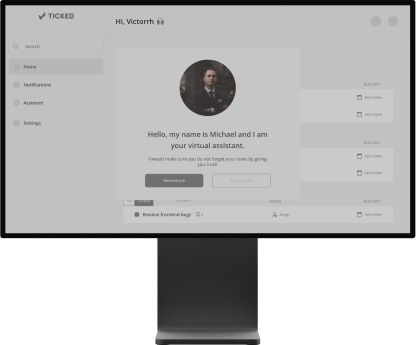 TICKED
Hi, Victorrh
Search
Home
Notifications
Assistant
Settings
Hello, my name is Michael and I am
your virtual assistant.
I would make sure you do not forget your tasks by giving
you a call.
Remind me
DUE DATE
Select Date
Select Date
DUE DATE
Select Date
Select Date
DUE DATE
Resolve frontend bugs
Assign
Select Date